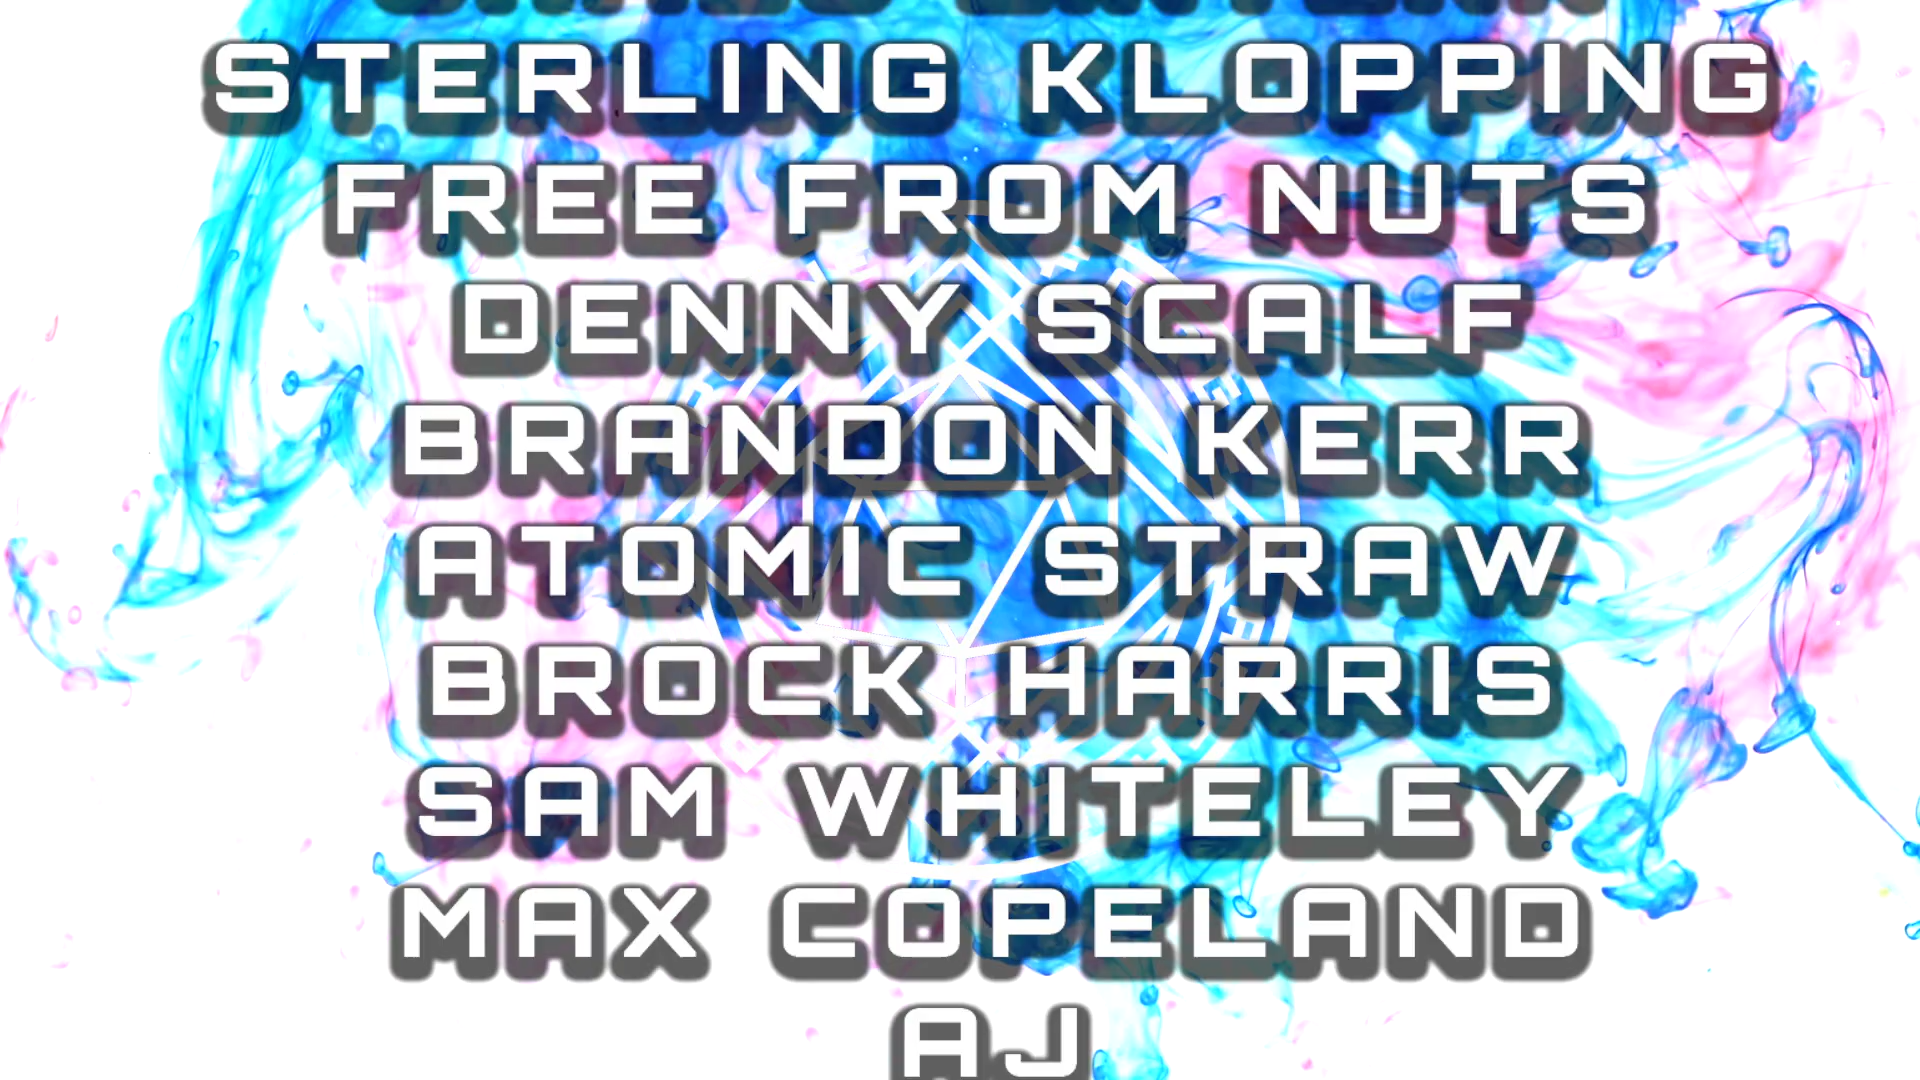 STERLING KLOPPING
FREE FROM NUTS
DENNY SCALF
BRANDON KERR
ATOMIC STRAW
BROCK HARRIS
SAM WHITELEY
MAX COPELAND
AJ